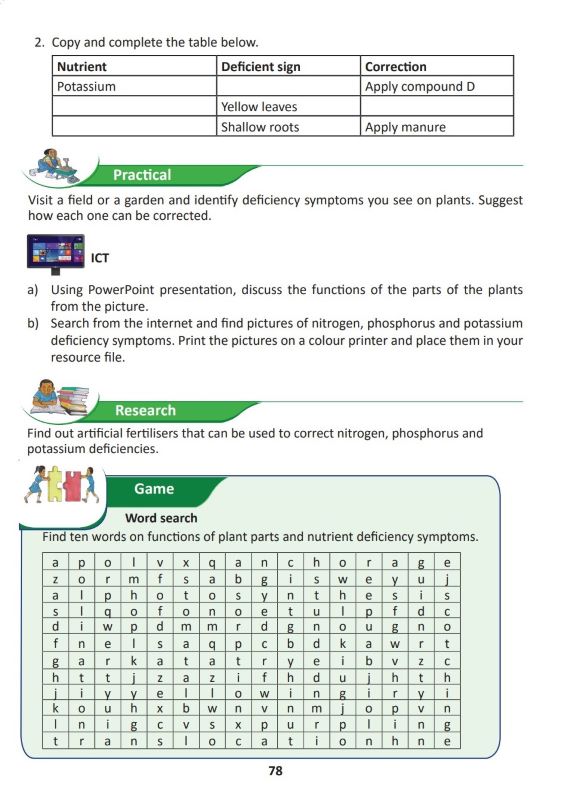 2. Copy and complete the table below.
Nutrient Deficient sign Correction
Potassium Apply compound D
Yellow leaves
Shallow roots Apply manure
Practical
Visit a field or a garden and identify deficiency symptoms you see on plants. Suggest
how each one can be corrected.
ICT
a) Using PowerPoint presentation, discuss the functions of the parts of the plants
from the picture.
b) Search from the internet and find pictures of nitrogen, phosphorus and potassium
deficiency symptoms. Print the pictures on a colour printer and place them in your
resource file.
Research
Find out artificial fertilisers that can be used to correct nitrogen, phosphorus and
potassium deficiencies.
Game
Word search
Find ten words on functions of plant parts and nutrient deficiency symptoms.
a p o l v x q a n c h o r a g e
z o r m f s a b g i s w e y u j
a l p h o t o s y n t h e s i s
s l q o f o n o e t u l p f d c
d i w p d m m r d g n o u g n o
f n e l s a q p c b d k a w r t
g a r k a t a t r y e i b v z c
h t t j z a z i f h d u j h t h
j i y y e l l o w i n g i r y i
k o u h x b w n v n m j o p v n
l n i g c v s x p u r p l i n g
t r a n s l o c a t i o n h n e
78